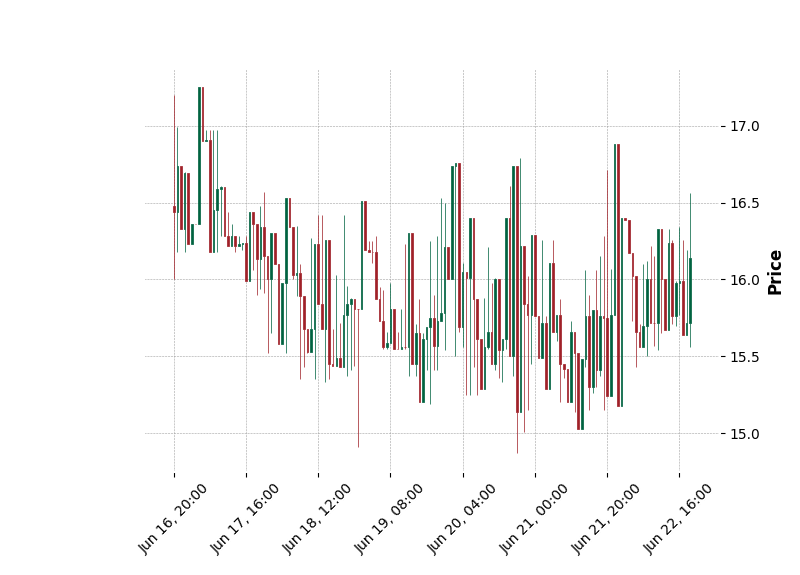 17.0
16.5
16.0
15.5
15.0
Price
Jun 16, 20:00
Jun 17, 16:00
Jun 18, 12:00
Jun 19, 08:00
Jun 20, 04:00
Jun 21, 00:00
Jun 21, 20:00
Jun 22, 16:00